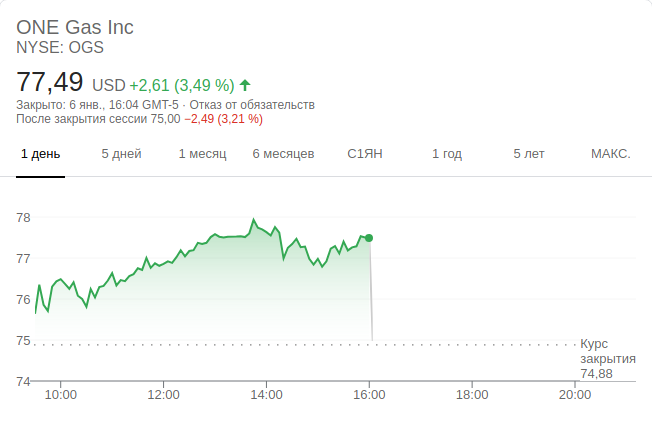 ONE Gas Inc
NYSE: OGS
77,49 USD +2,61 (3,49 %)
Закрыто: 6 янв., 16:04 GMT-5 · Отказ от обязательств
После закрытия сессии 75,00 −2,49 (3,21 %)
1 день 5 дней 1 месяц 6 месяцев С1ЯН 1 год 5 лет МАКС.
78
77
76
75
Курс
закрытия
74,88
74
10:00 12:00 14:00 16:00 18:00 20:00